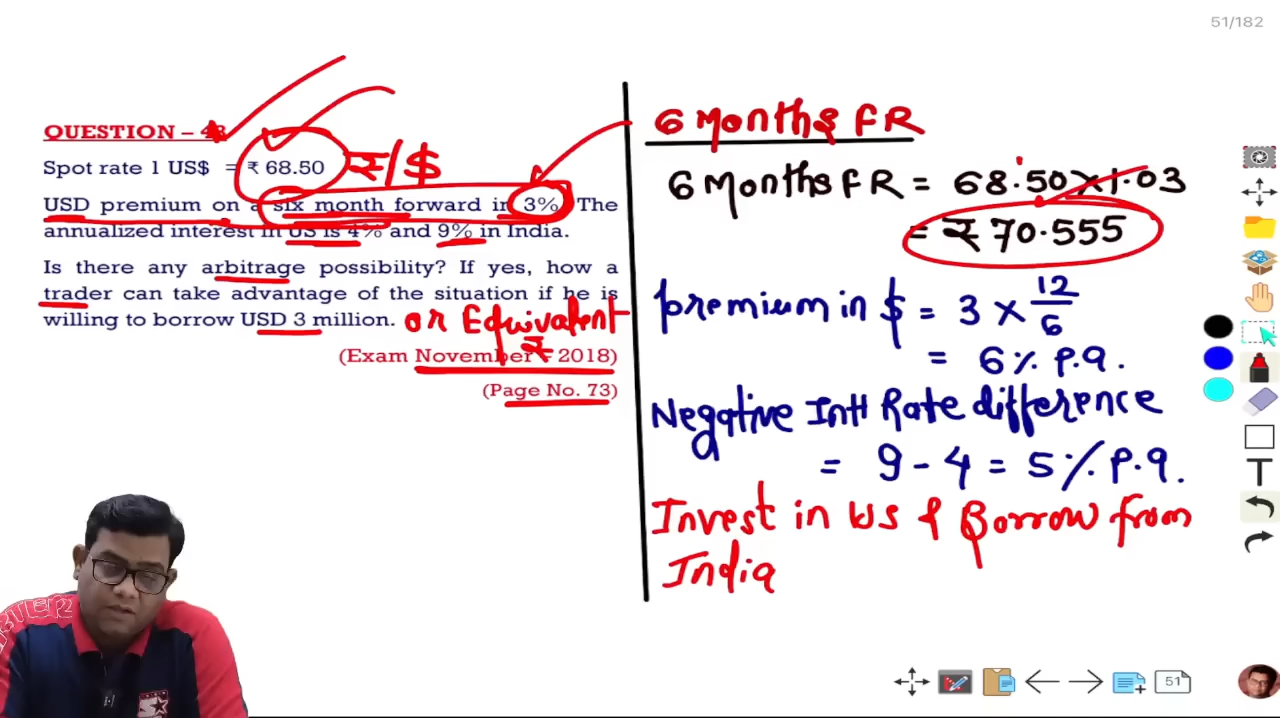 51/182
QUESTION – 48
Spot rate 1 US$ = ₹ 68.50 ₹/$
USD premium on a six month forward in 3%. The
annualized interest in US is 4% and 9% in India.
Is there any arbitrage possibility? If yes, how a
trader can take advantage of the situation if he is
willing to borrow USD 3 million. or Equivalent
₹
(Exam November – 2018)
(Page No. 73)
6 Months FR
6 Months FR = 68.50 x 1.03
= ₹ 70.555
premium in $ = 3 x 12/6
= 6% p.a.
Negative Intt Rate difference
= 9 - 4 = 5% p.a.
Invest in US & Borrow from
India
T
51